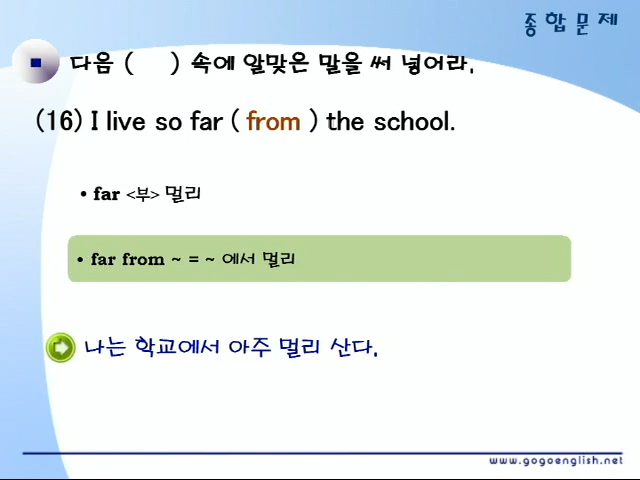 종합문제
다음 (    ) 속에 알맞은 말을 써 넣어라.
(16) I live so far ( from ) the school.
• far <부> 멀리
• far from ~ = ~ 에서 멀리
나는 학교에서 아주 멀리 산다.
www.gogoenglish.net